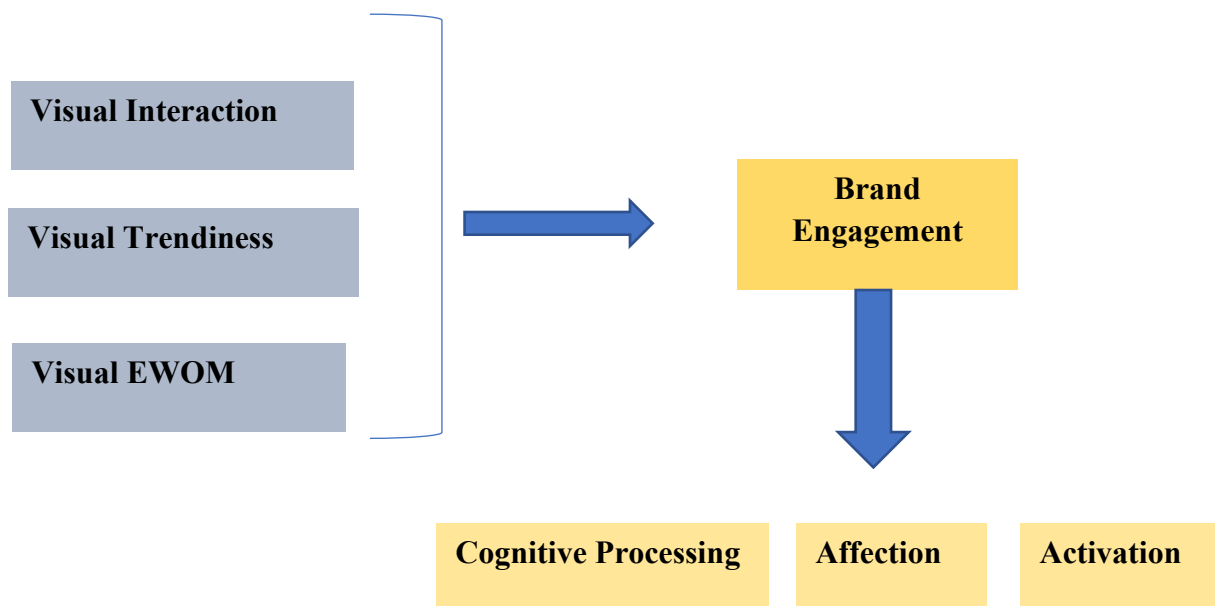 Visual Interaction
Visual Trendiness
Visual EWOM
Brand
Engagement
Cognitive Processing
Affection
Activation